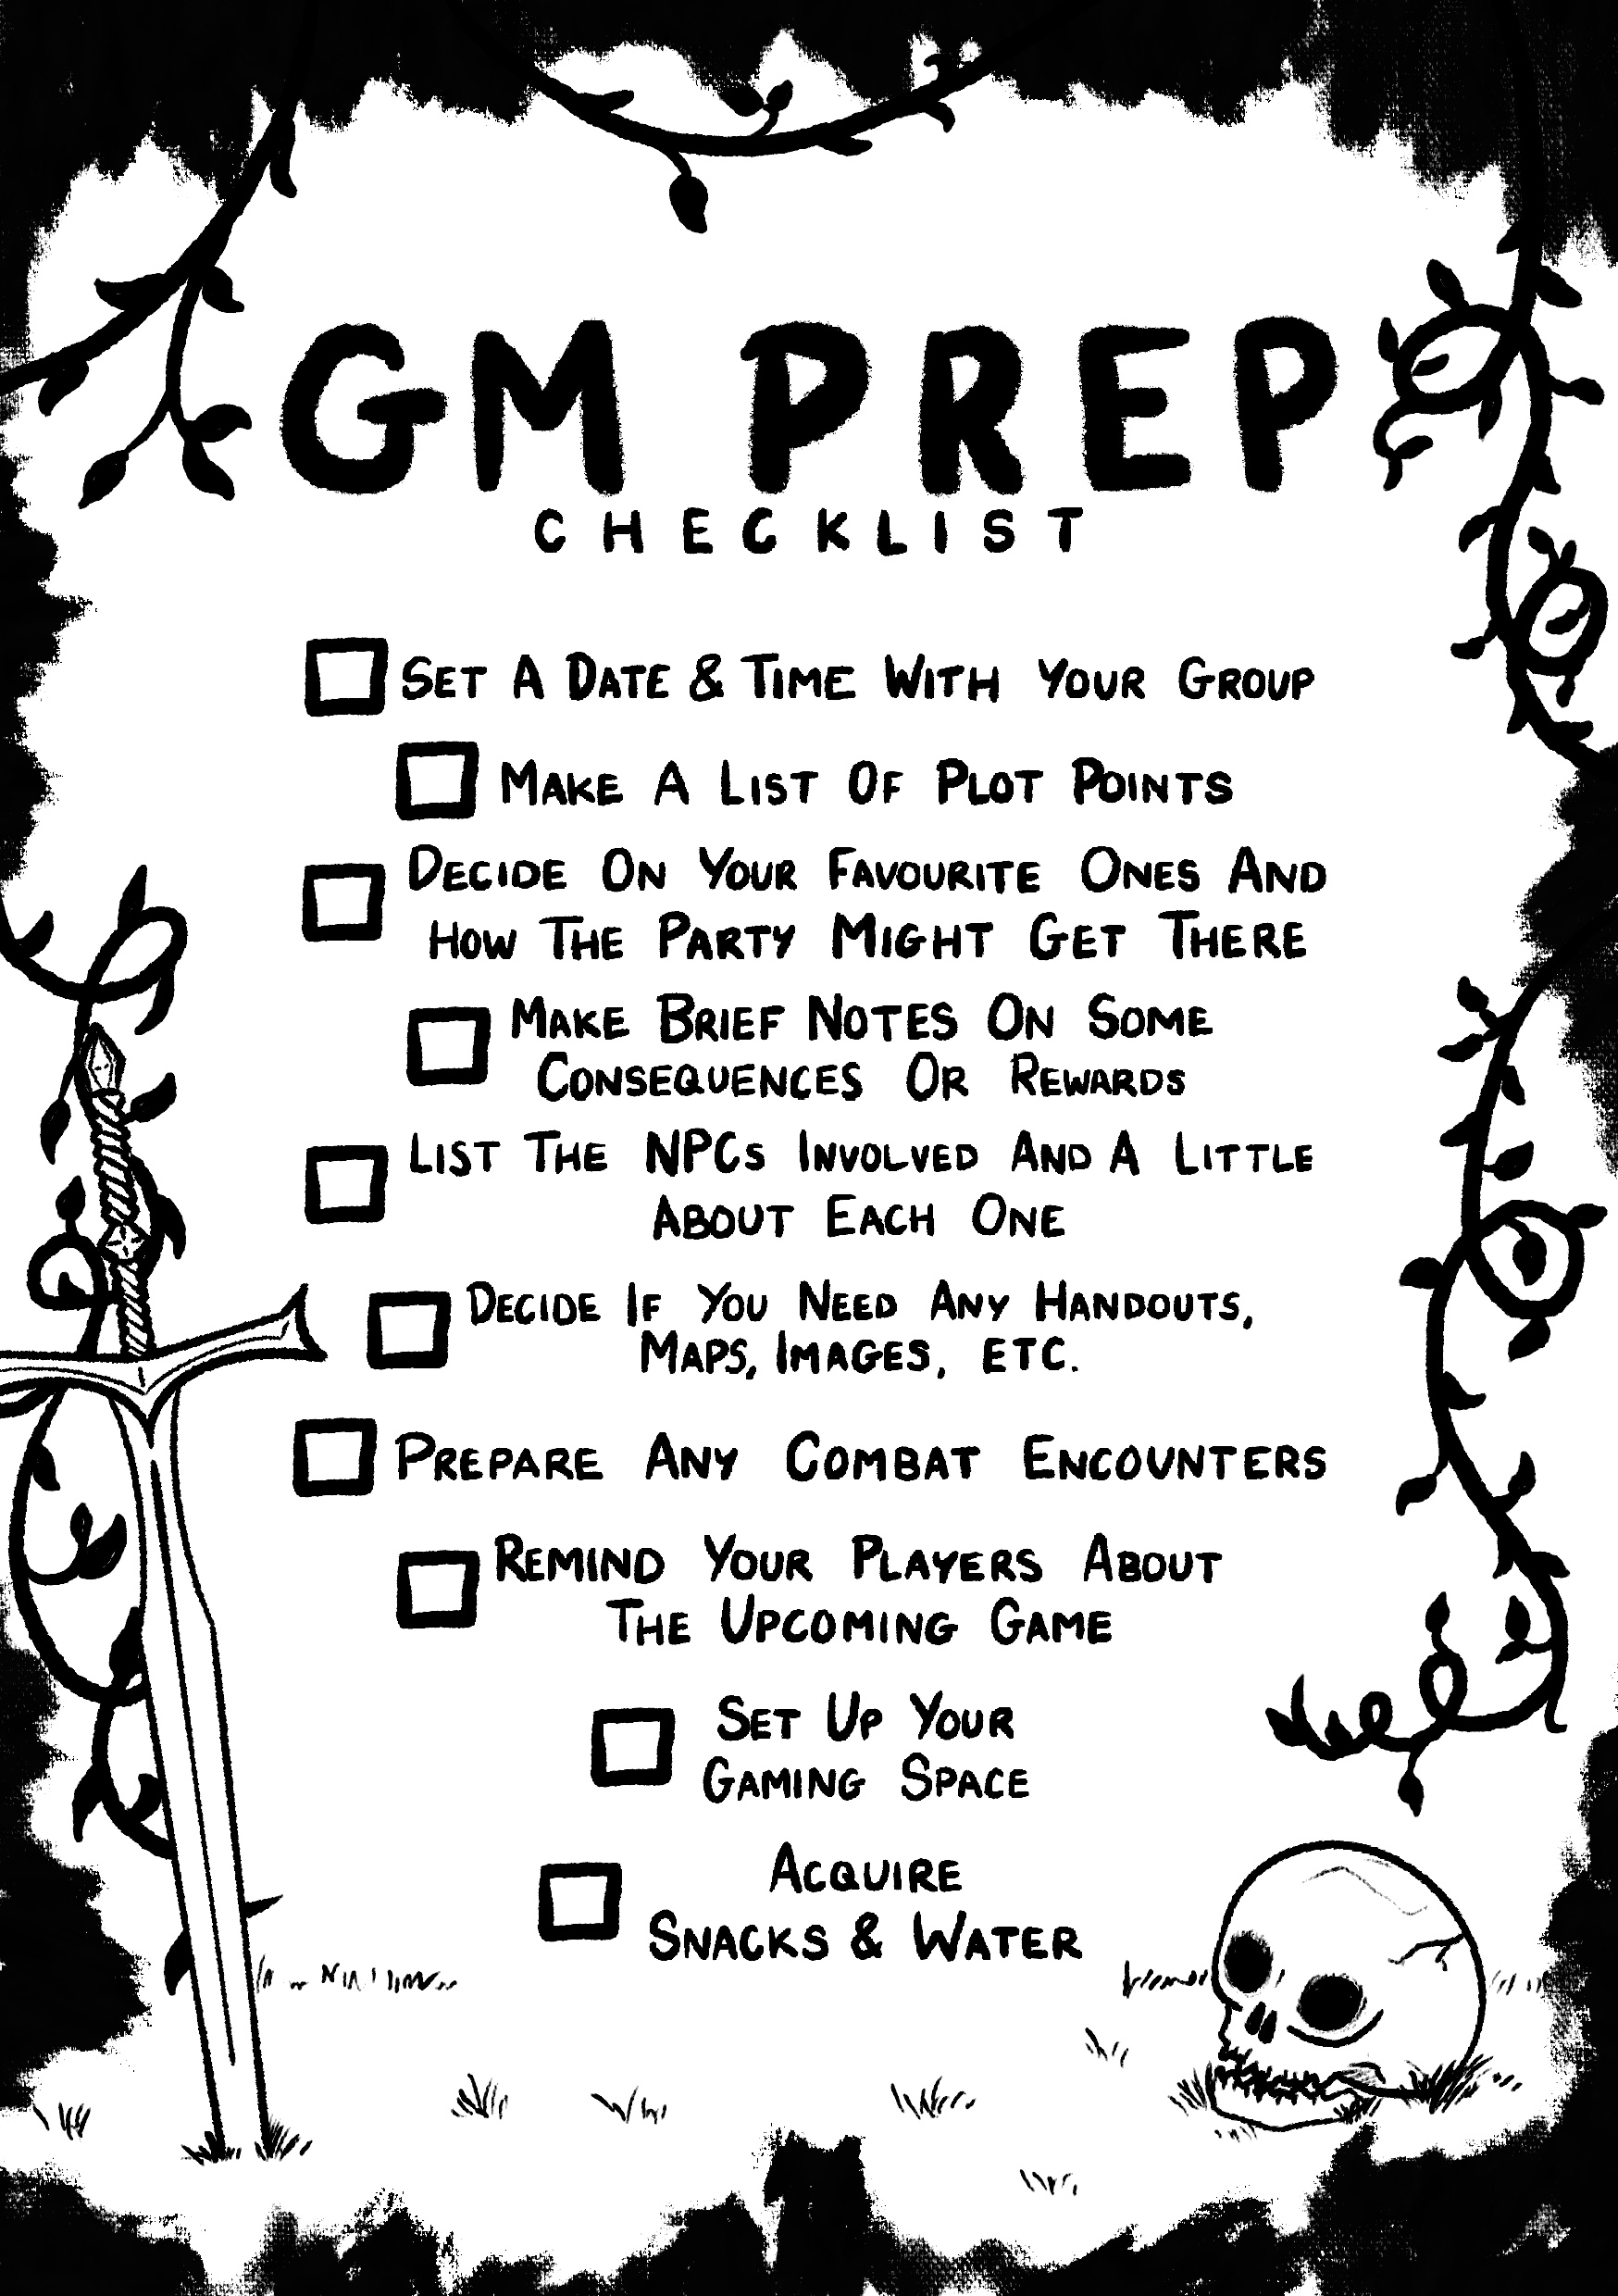 GM PREP
CHECKLIST
SET A DATE & TIME WITH YOUR GROUP
MAKE A LIST OF PLOT POINTS
DECIDE ON YOUR FAVOURITE ONES AND
HOW THE PARTY MIGHT GET THERE
MAKE BRIEF NOTES ON SOME
CONSEQUENCES OR REWARDS
LIST THE NPCS INVOLVED AND A LITTLE
ABOUT EACH ONE
DECIDE IF YOU NEED ANY HANDOUTS,
MAPS, IMAGES, ETC.
PREPARE ANY COMBAT ENCOUNTERS
REMIND YOUR PLAYERS ABOUT
THE UPCOMING GAME
SET UP YOUR
GAMING SPACE
ACQUIRE
SNACKS & WATER